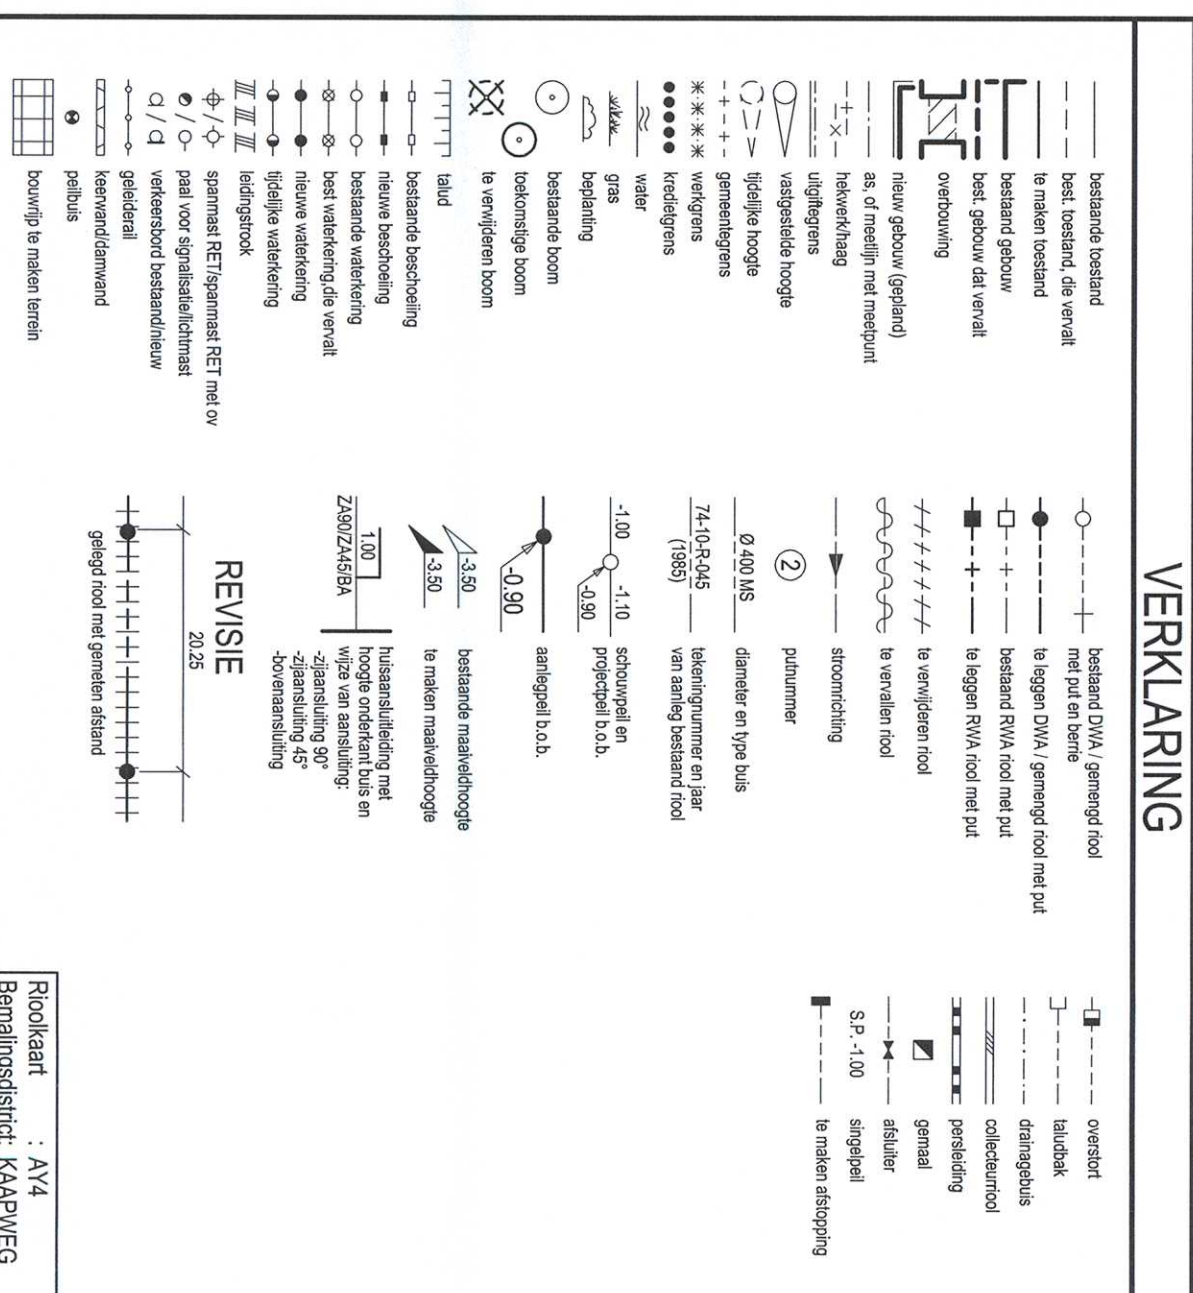 VERKLARING
bestaande toestand
best. toestand, die vervalt
te maken toestand
bestaand gebouw
best. gebouw dat vervalt
overbouwing
nieuw gebouw (gepland)
as, of meetlijn met meetpunt
hekwerk/haag
uitgiftegrens
vastgestelde hoogte
tijdelijke hoogte
gemeentegrens
werkgrens
kredietgrens
water
gras
beplanting
bestaande boom
toekomstige boom
te verwijderen boom
talud
bestaande beschoeiing
nieuwe beschoeiing
bestaande waterkering
best waterkering,die vervalt
nieuwe waterkering
tijdelijke waterkering
leidingstrook
spanmast RET/spanmast RET met ov
paal voor signalisatie/lichtmast
verkeersbord bestaand/nieuw
geleiderail
keerwand/damwand
peilbuis
bouwrijp te maken terrein
bestaand DWA / gemengd riool
met put en berrie
te leggen DWA / gemengd riool met put
bestaand RWA riool met put
te leggen RWA riool met put
te verwijderen riool
te vervallen riool
stroomrichting
2
putnummer
Ø 400 MS
diameter en type buis
74-10-R-045
(1985)
tekeningnummer en jaar
van aanleg bestaand riool
-1.00
-1.10
-0.90
schouwpeil en
projectpeil b.o.b.
-0.90
aanlegpeil b.o.b.
-3.50
bestaande maaiveldhoogte
-3.50
te maken maaiveldhoogte
1.00
ZA90/ZA45/BA
huisaansluitleiding met
hoogte onderkant buis en
wijze van aansluiting:
-zijaansluiting 90°
-zijaansluiting 45°
-bovenaansluiting
REVISIE
20.25
gelegd riool met gemeten afstand
overstort
taludbak
drainagebuis
collecteurriool
persleiding
gemaal
afsluiter
S.P. -1.00
singelpeil
te maken afstopping
Rioolkaart : AY4
Bemalingsdistrict: KAAPWEG